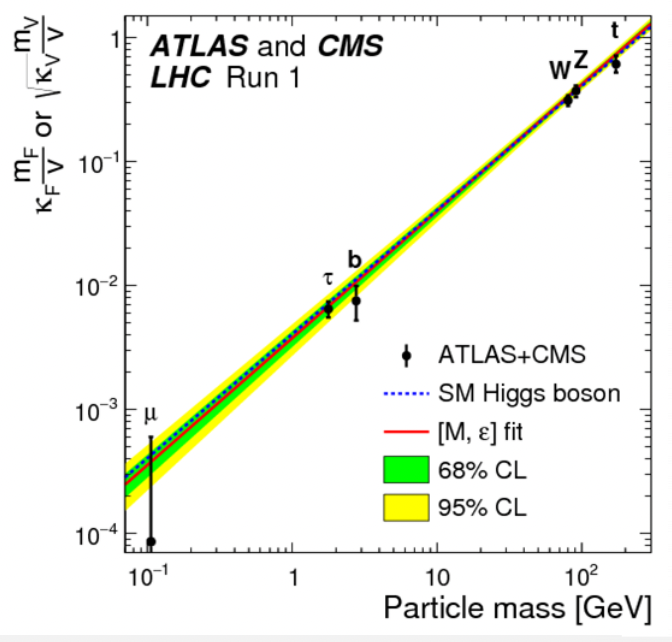 ATLAS and CMS
LHC Run 1
κ_F m_F/v or √κ_V m_V/v
1
10⁻¹
10⁻²
10⁻³
10⁻⁴
μ
τ
b
W
Z
t
ATLAS+CMS
SM Higgs boson
[M, ε] fit
68% CL
95% CL
10⁻¹
1
10
10²
Particle mass [GeV]